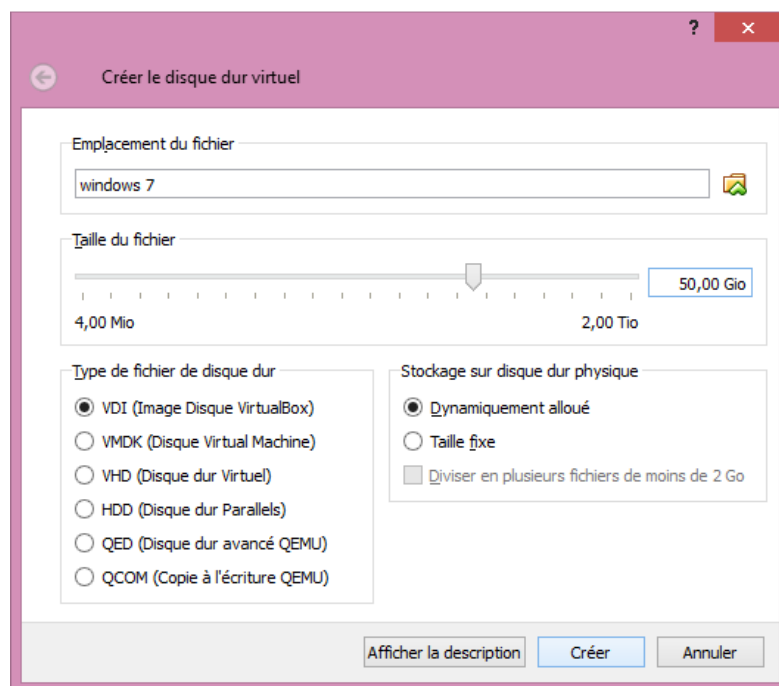 ?
Créer le disque dur virtuel
Emplacement du fichier
windows 7
Taille du fichier
50,00 Gio
4,00 Mio
2,00 Tio
Type de fichier de disque dur
VDI (Image Disque VirtualBox)
VMDK (Disque Virtual Machine)
VHD (Disque dur Virtuel)
HDD (Disque dur Parallels)
QED (Disque dur avancé QEMU)
QCOM (Copie à l'écriture QEMU)
Stockage sur disque dur physique
Dynamiquement alloué
Taille fixe
Diviser en plusieurs fichiers de moins de 2 Go
Afficher la description
Créer
Annuler